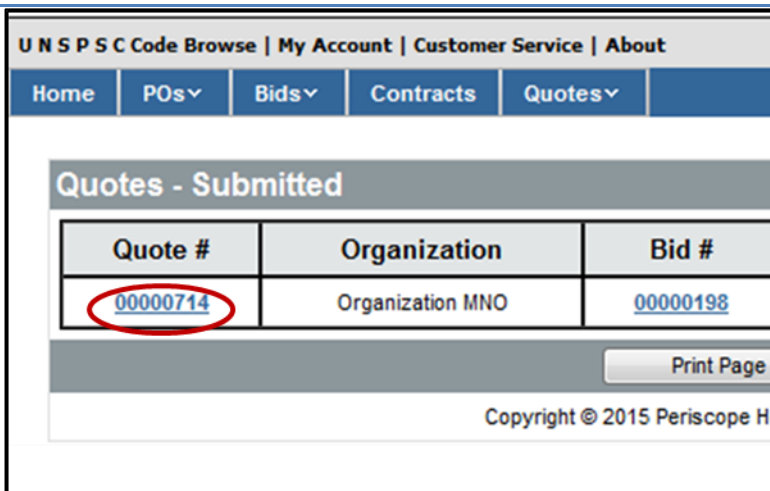 U N S P S C Code Browse | My Account | Customer Service | About
Home POs Bids Contracts Quotes
Quotes - Submitted
Quote # Organization Bid #
00000714 Organization MNO 00000198
Print Page
Copyright © 2015 Periscope H